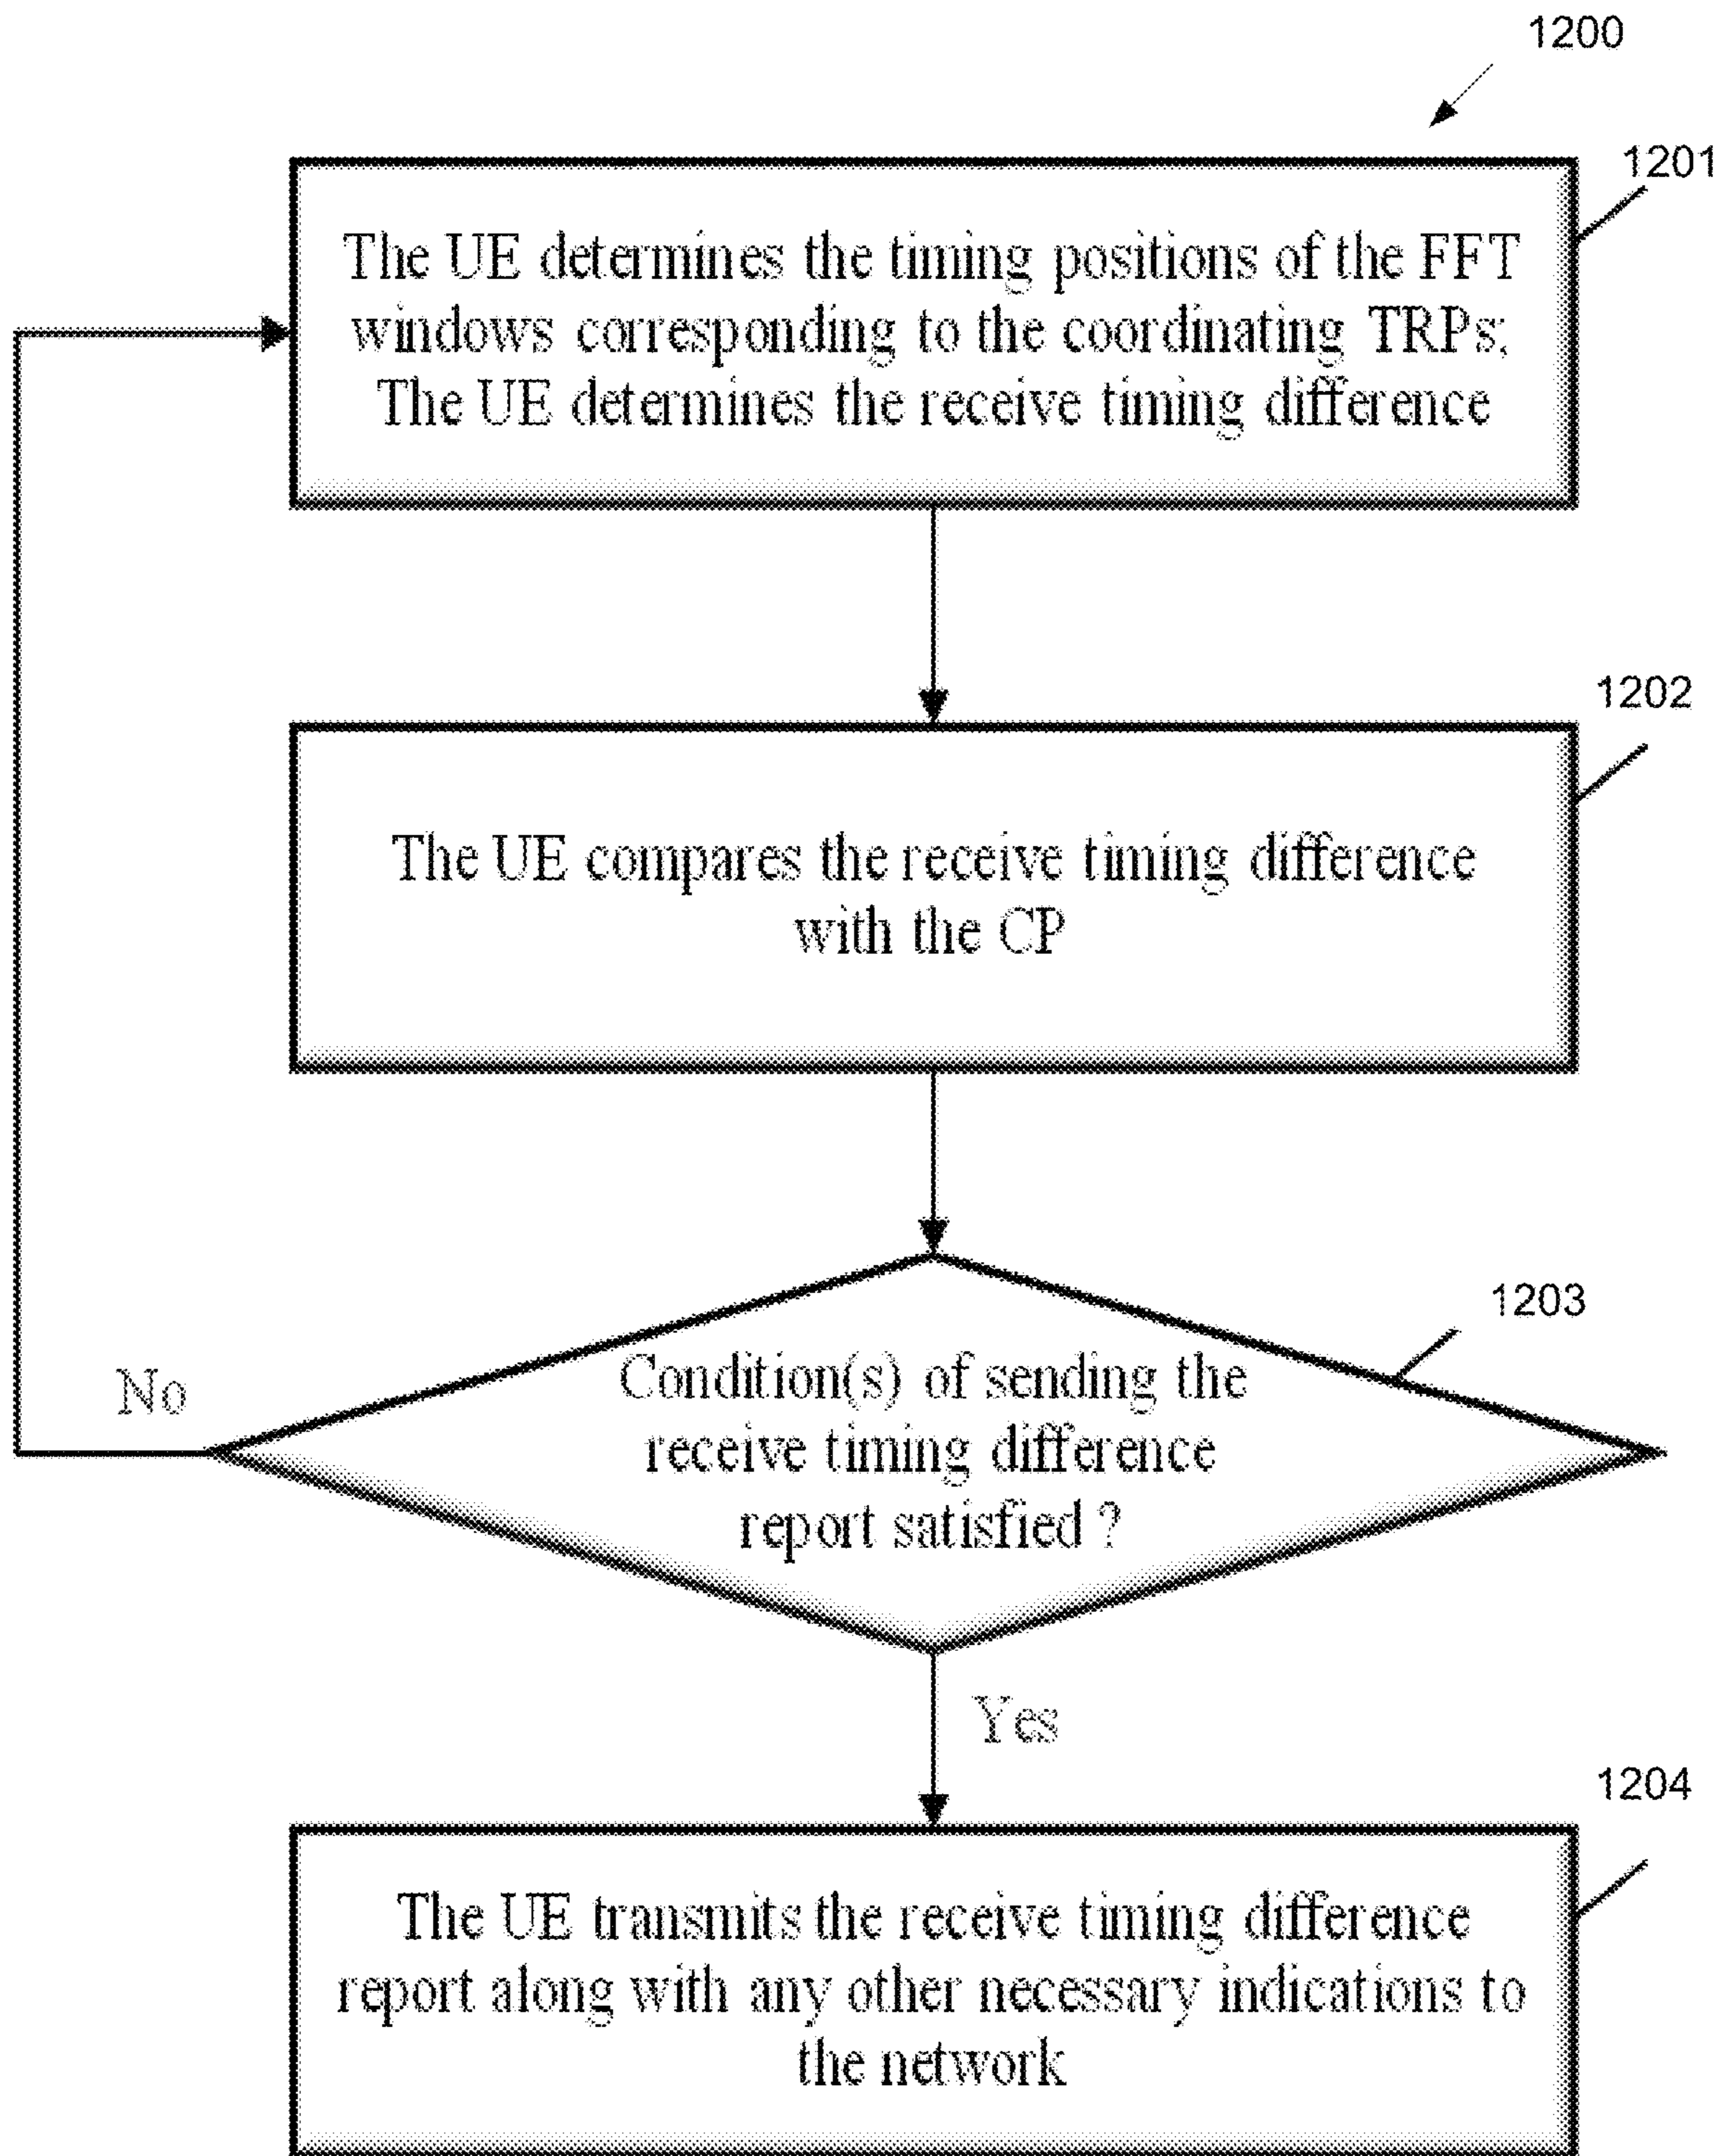 1200
1201
The UE determines the timing positions of the FFT
windows corresponding to the coordinating TRPs;
The UE determines the receive timing difference
1202
The UE compares the receive timing difference
with the CP
1203
Condition(s) of sending the
receive timing difference
report satisfied ?
No
Yes
1204
The UE transmits the receive timing difference
report along with any other necessary indications to
the network